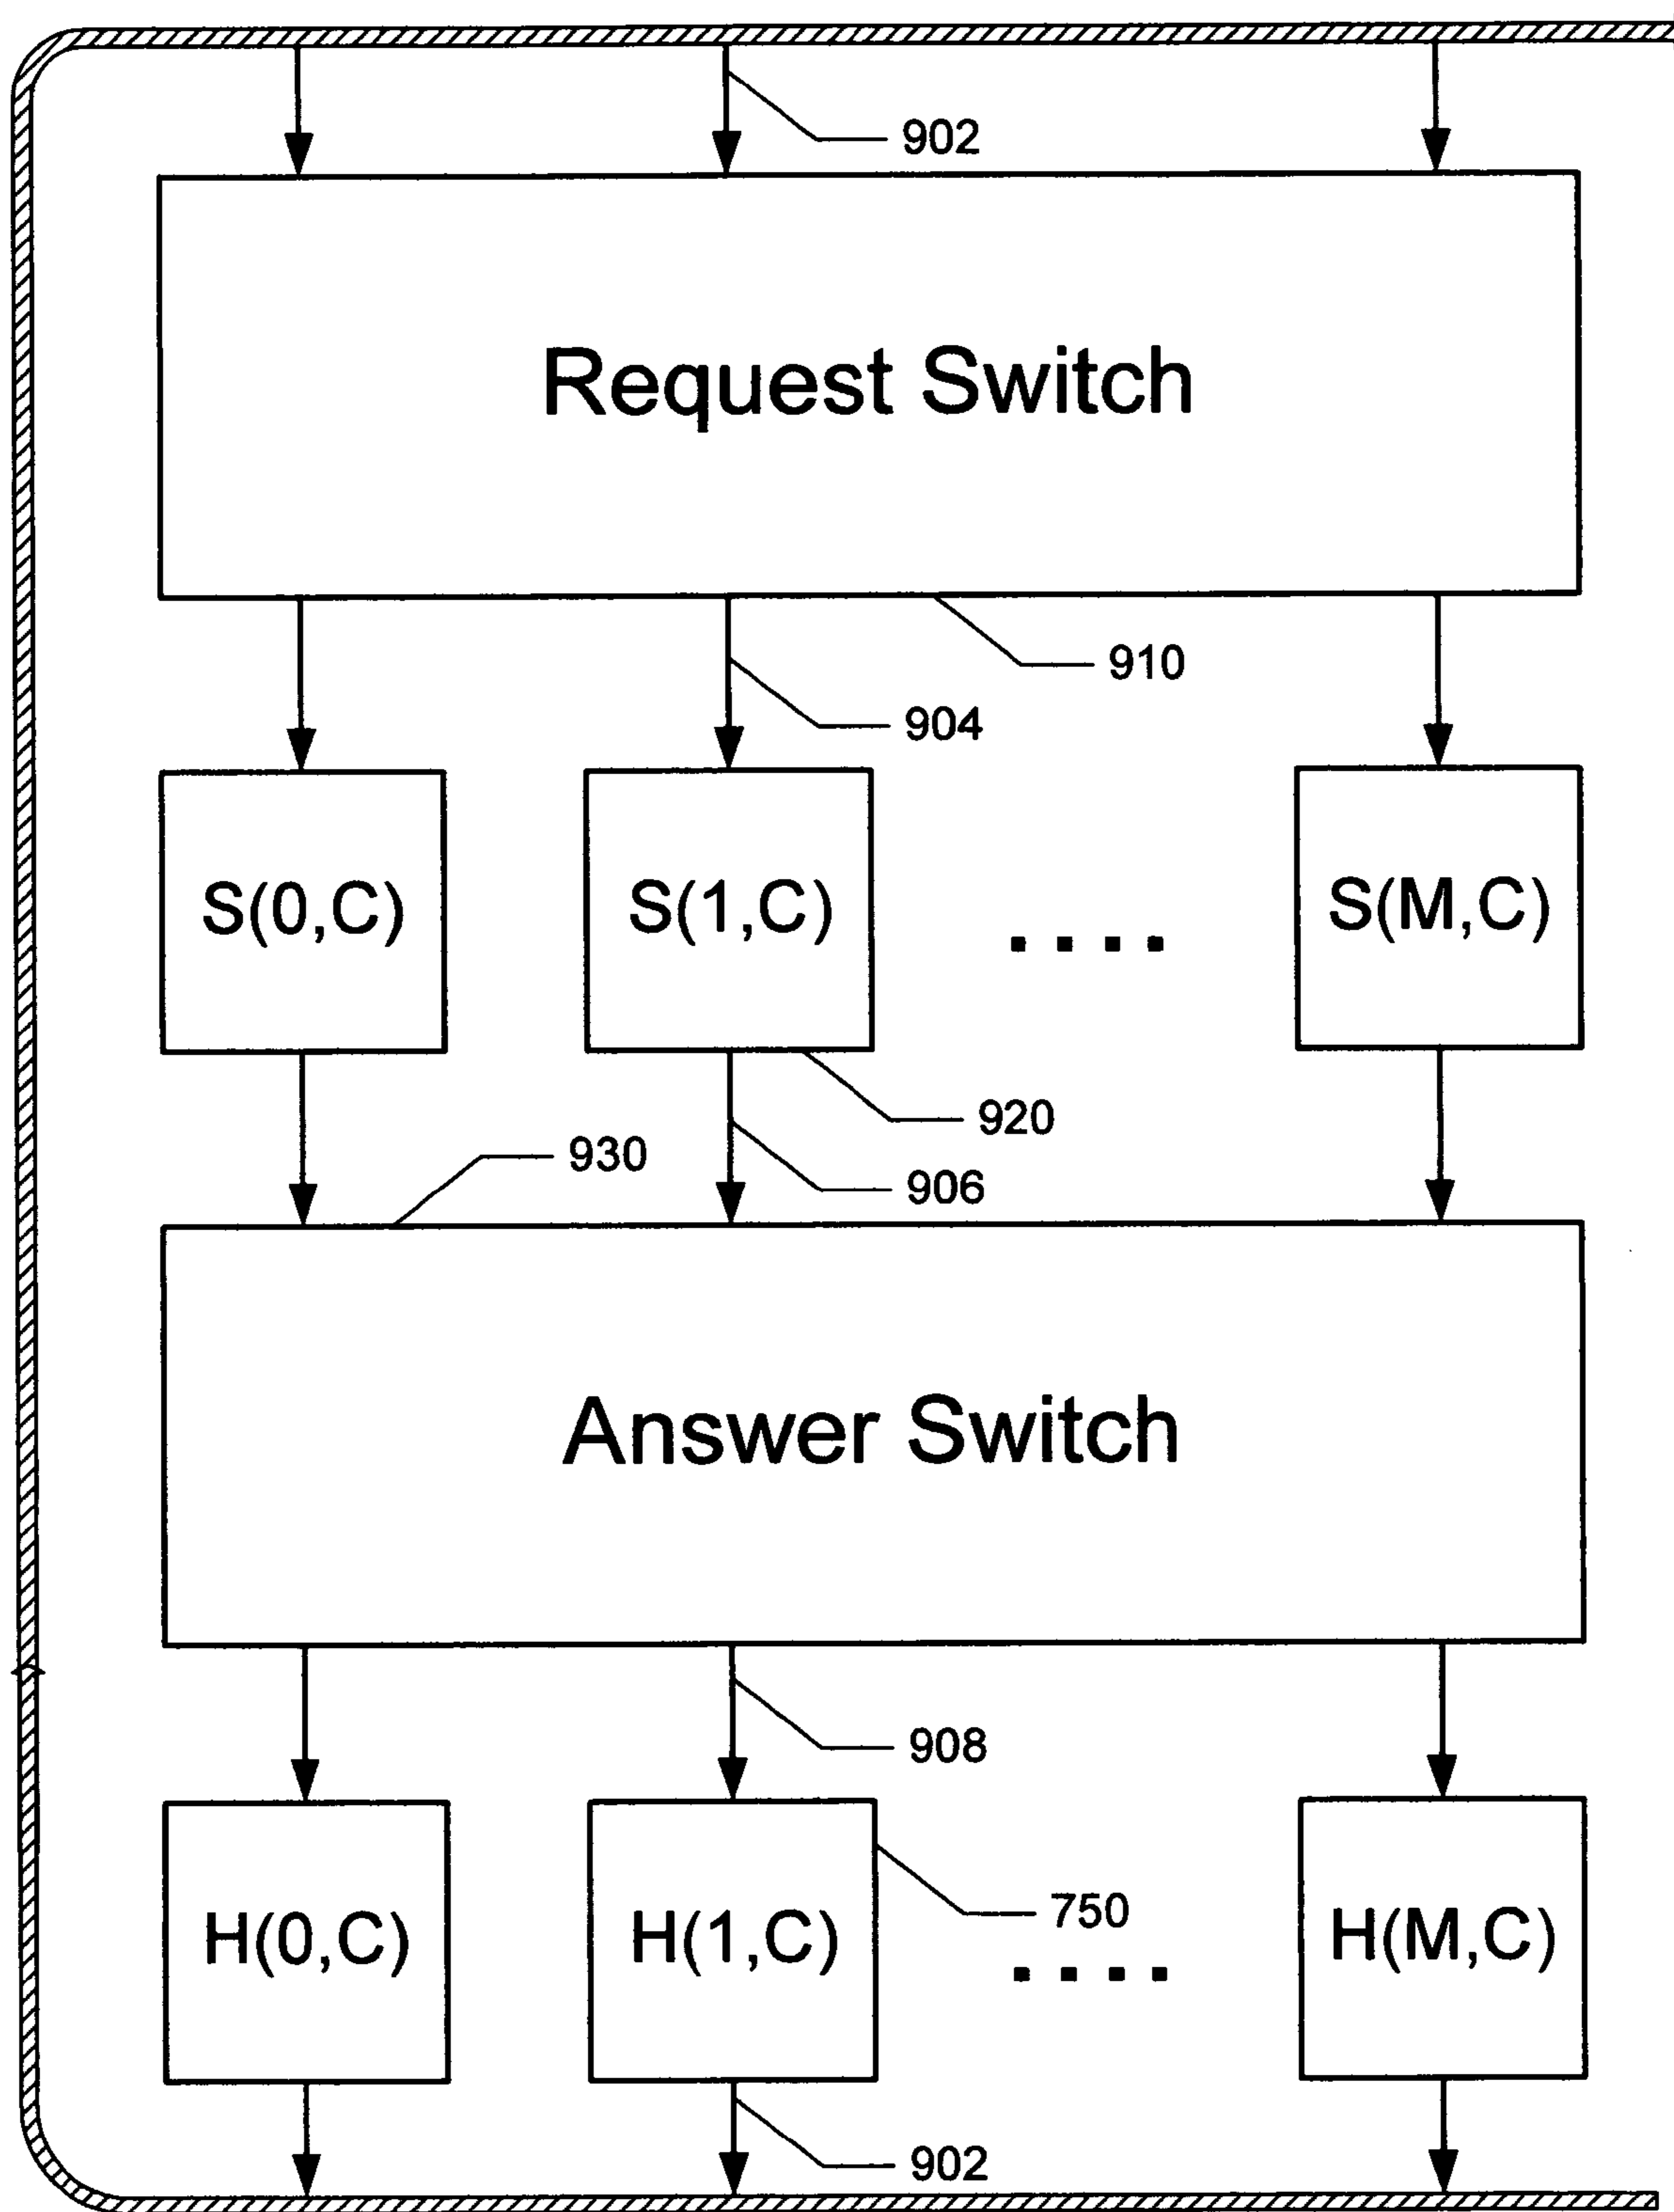 902
Request Switch
910
904
S(0,C) S(1,C) .... S(M,C)
920
930
906
Answer Switch
908
750
H(0,C) H(1,C) .... H(M,C)
902